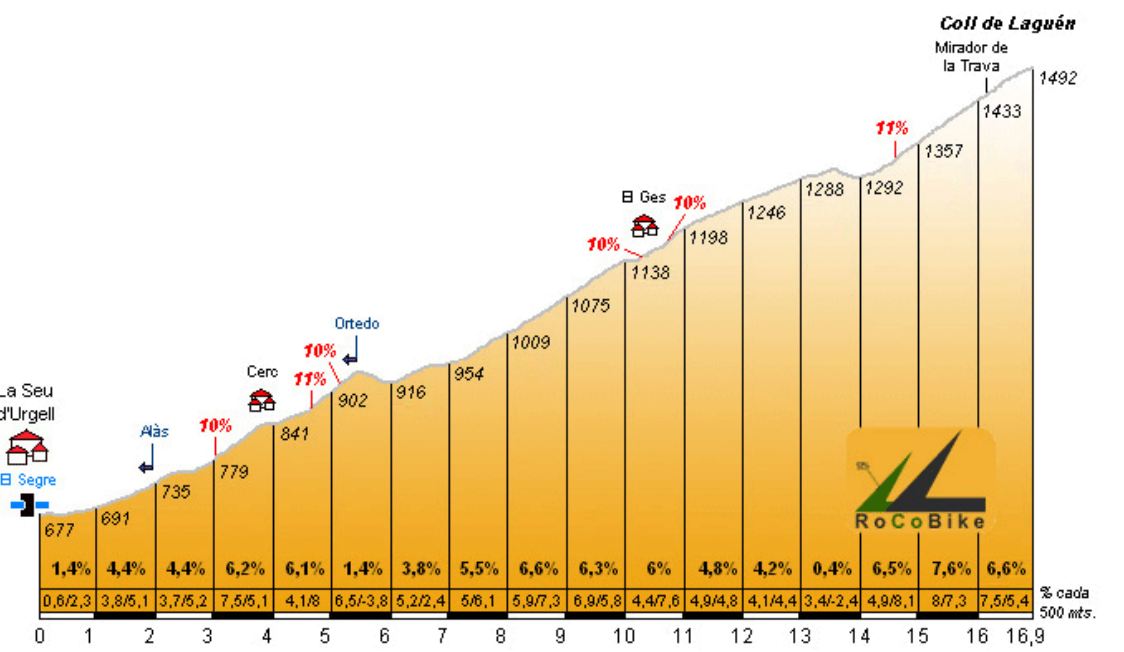 Coll de Laguén
Mirador de
la Trava
1492
1433
11%
1357
1292
1288
El Ges
10%
1246
10%
1198
1138
1075
1009
Ortedo
10%
954
Cerc
11%
916
902
La Seu
d'Urgell
Alàs
10%
841
El Segre
779
735
691
677
RoCoBike
1,4% 4,4% 4,4% 6,2% 6,1% 1,4% 3,8% 5,5% 6,6% 6,3% 6% 4,8% 4,2% 0,4% 6,5% 7,6% 6,6%
0,6/2,3 3,8/5,1 3,7/5,2 7,5/5,1 4,1/8 6,5/-3,8 5,2/2,4 5/6,1 5,9/7,3 6,9/5,8 4,4/7,6 4,9/4,8 4,1/4,4 3,4/-2,4 4,9/8,1 8/7,3 7,5/5,4
% cada
500 mts.
0 1 2 3 4 5 6 7 8 9 10 11 12 13 14 15 16 16,9